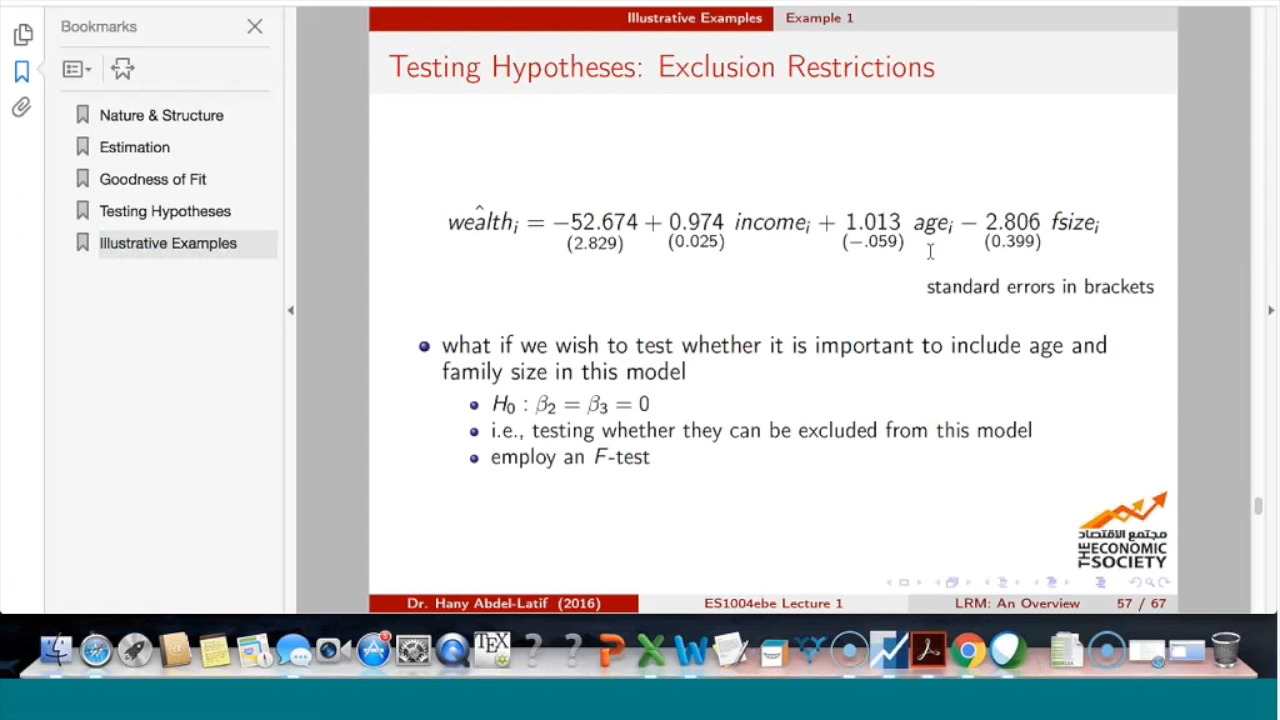 Bookmarks
Nature & Structure
Estimation
Goodness of Fit
Testing Hypotheses
Illustrative Examples
Illustrative Examples Example 1
Testing Hypotheses: Exclusion Restrictions
wealtĥᵢ = −52.674 + 0.974 incomeᵢ + 1.013 ageᵢ − 2.806 fsizeᵢ
(2.829) (0.025) (−.059) (0.399)
standard errors in brackets
what if we wish to test whether it is important to include age and
family size in this model
H₀ : β₂ = β₃ = 0
i.e., testing whether they can be excluded from this model
employ an F-test
مجتمع الاقتصاد
THE ECONOMIC
SOCIETY
Dr. Hany Abdel-Latif (2016) ES1004ebe Lecture 1 LRM: An Overview 57 / 67
TEX